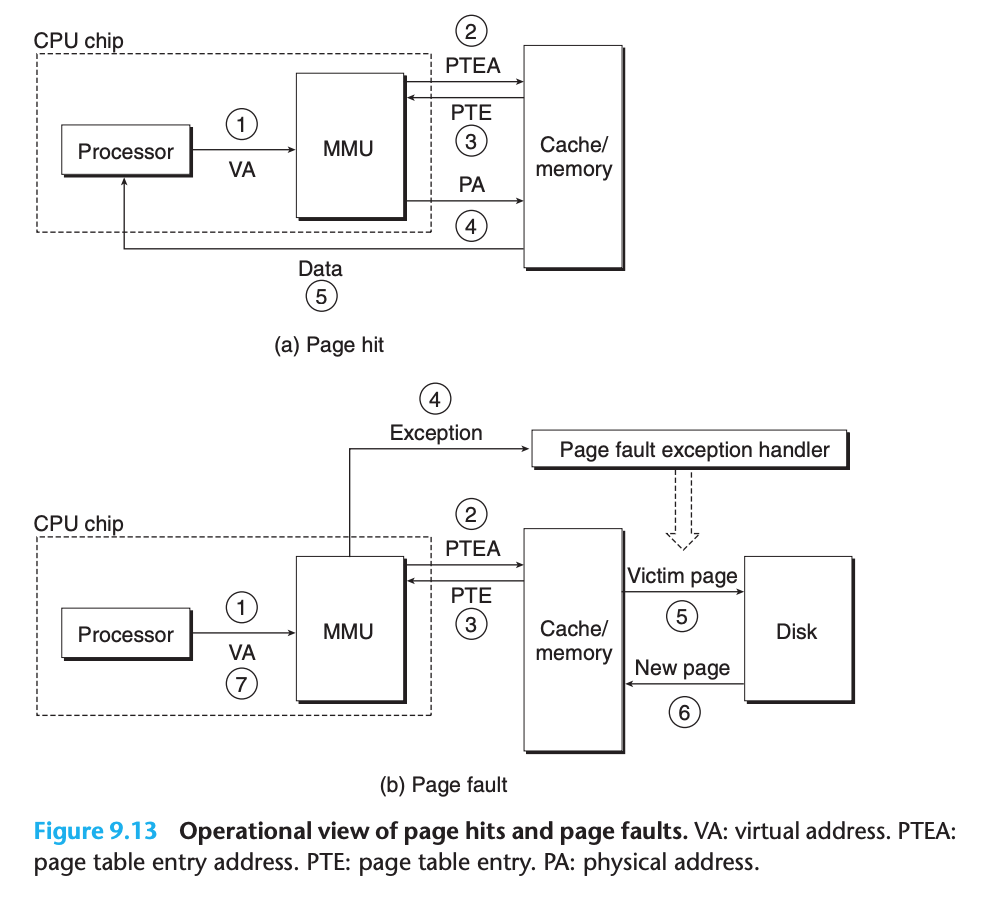 CPU chip
②
PTEA
PTE
③
①
Processor
VA
MMU
Cache/
memory
PA
④
Data
⑤
(a) Page hit
④
Exception
Page fault exception handler
CPU chip
②
PTEA
PTE
③
①
Processor
VA
⑦
MMU
Cache/
memory
Victim page
⑤
New page
⑥
Disk
(b) Page fault
Figure 9.13 Operational view of page hits and page faults. VA: virtual address. PTEA:
page table entry address. PTE: page table entry. PA: physical address.